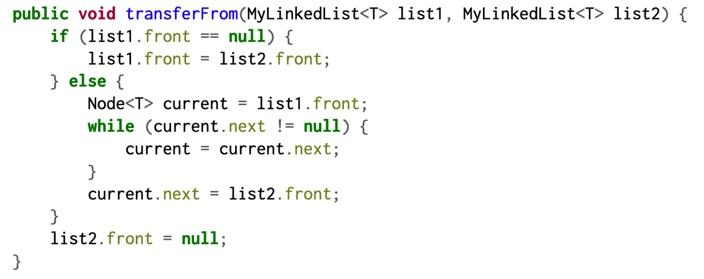 public void transferFrom(MyLinkedList<T> list1, MyLinkedList<T> list2) {
    if (list1.front == null) {
        list1.front = list2.front;
    } else {
        Node<T> current = list1.front;
        while (current.next != null) {
            current = current.next;
        }
        current.next = list2.front;
    }
    list2.front = null;
}